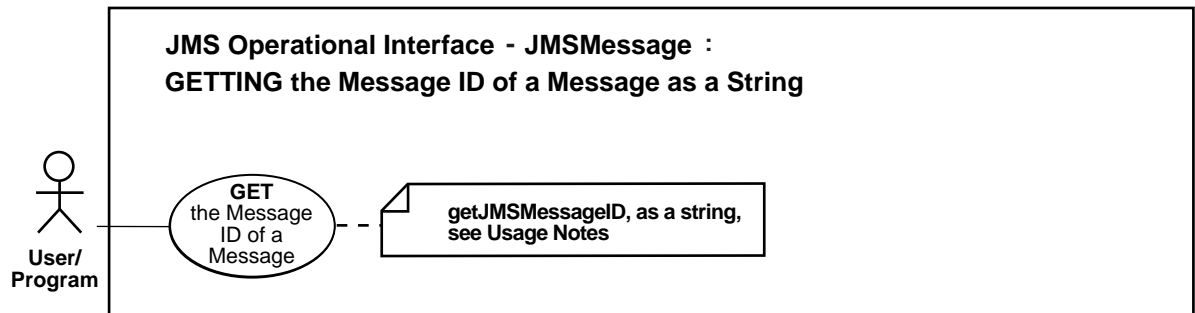 JMS Operational Interface - JMSMessage :
GETTING the Message ID of a Message as a String
GET
the Message
ID of a
Message
getJMSMessageID, as a string,
see Usage Notes
User/
Program